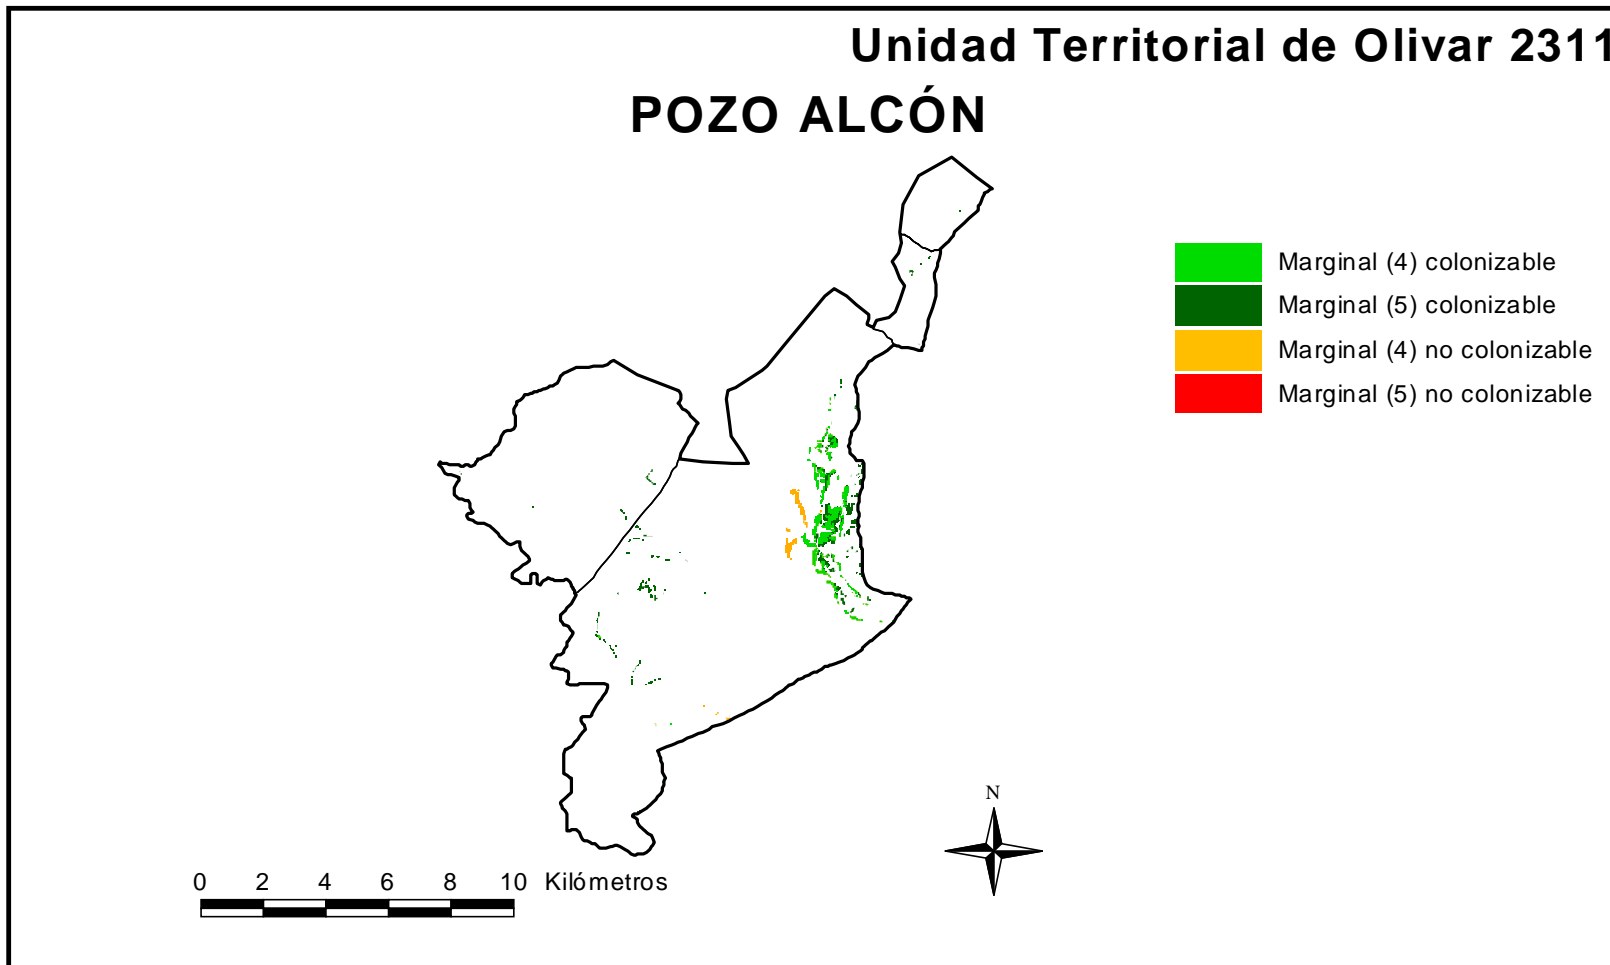 Unidad Territorial de Olivar 2311
POZO ALCÓN
Marginal (4) colonizable
Marginal (5) colonizable
Marginal (4) no colonizable
Marginal (5) no colonizable
N
0 2 4 6 8 10 Kilómetros